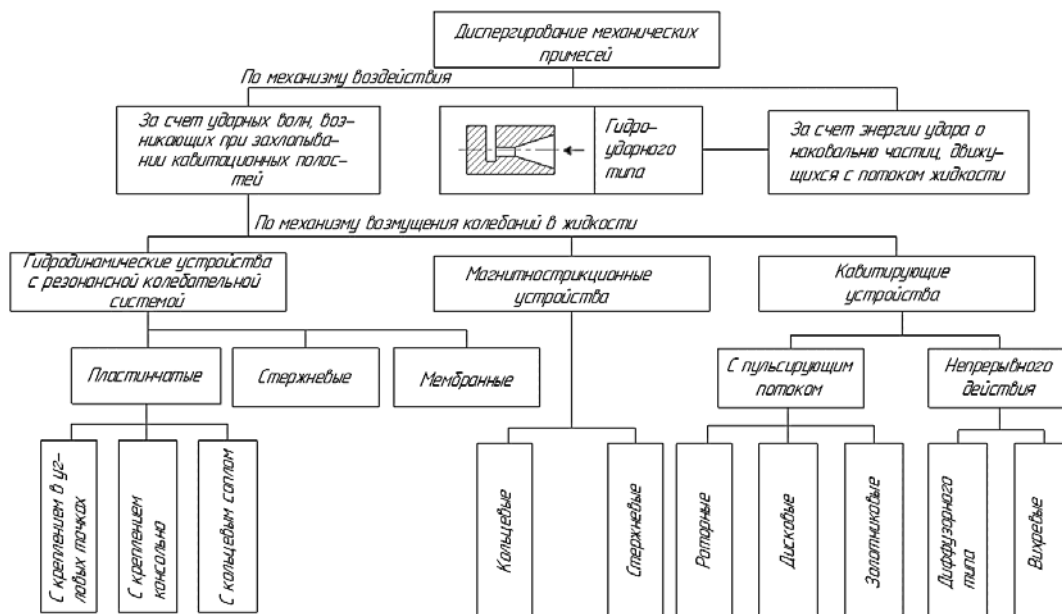 Диспергирование механических
примесей
По механизму воздействия
За счет ударных волн, воз-
никающих при захлопыва-
нии кавитационных полос-
тей
Гидро-
ударного
типа
За счет энергии удара о
наковальню частиц, движу-
щихся с потоком жидкости
По механизму возмущения колебаний в жидкости
Гидродинамические устройства
с резонансной колебательной
системой
Магнитнострикционные
устройства
Кавитирующие
устройства
Пластинчатые
Стержневые
Мембранные
С пульсирующим
потоком
Непрерывного
действия
С креплением в уг-
ловых точках
С креплением
консольно
С кольцевым соплом
Кольцевые
Стержневые
Роторные
Дисковые
Золотниковые
Диффузорного
типа
Вихревые